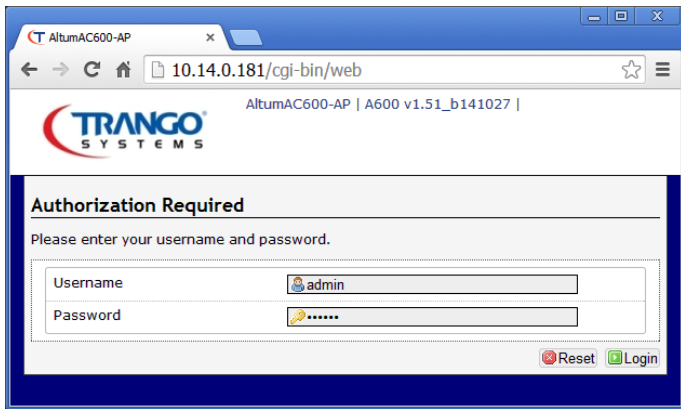 AltumAC600-AP
10.14.0.181/cgi-bin/web
AltumAC600-AP | A600 v1.51_b141027 |
TRANGO
SYSTEMS
Authorization Required
Please enter your username and password.
Username admin
Password ••••••
Reset Login